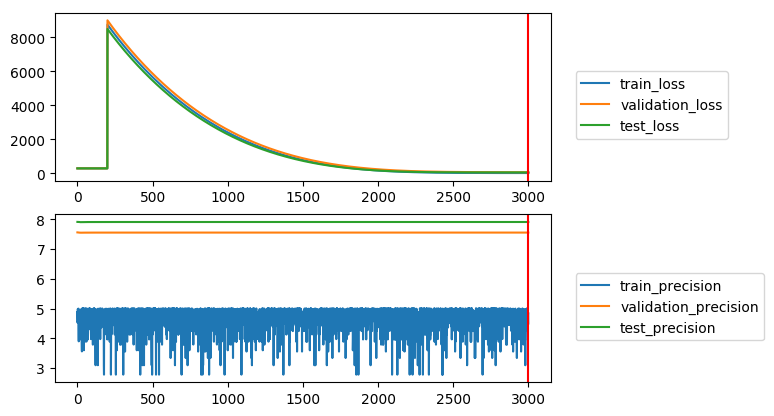 8000
6000
4000
2000
0
0 500 1000 1500 2000 2500 3000
train_loss
validation_loss
test_loss
8
7
6
5
4
3
0 500 1000 1500 2000 2500 3000
train_precision
validation_precision
test_precision